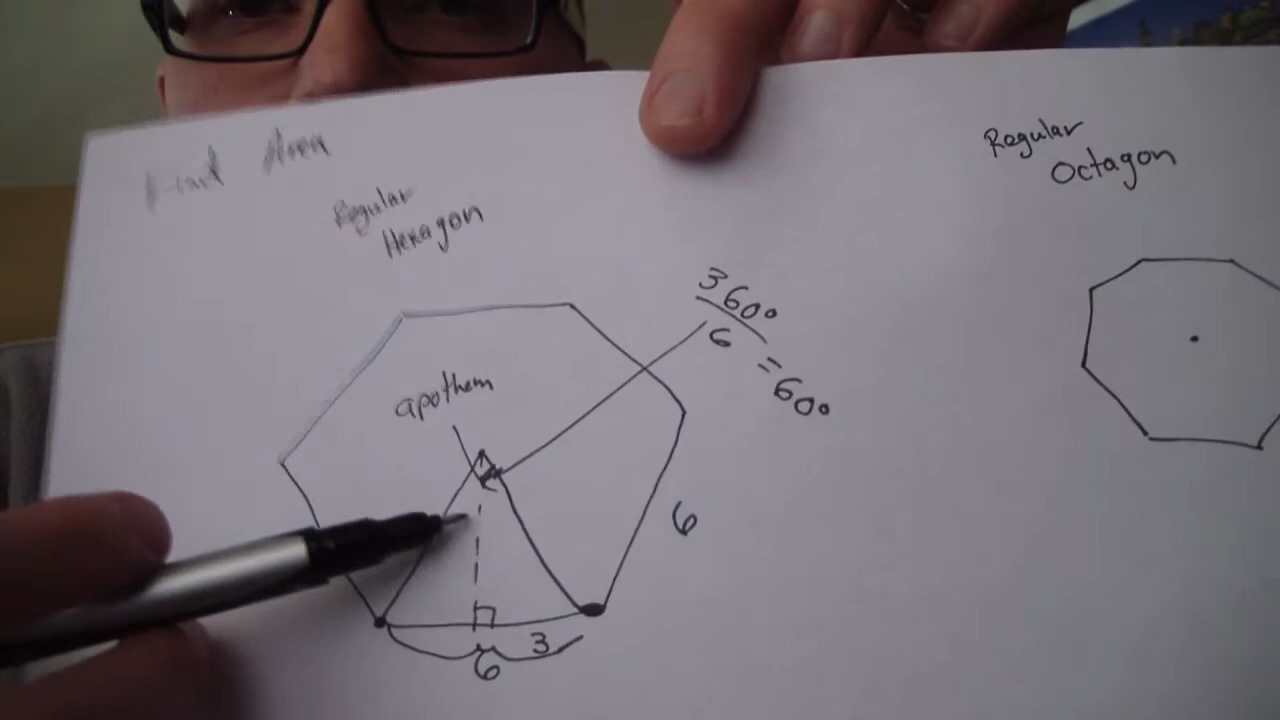 Find Area
Regular
Hexagon
Regular
Octagon
360°
6
= 60°
apothem
6
3
6